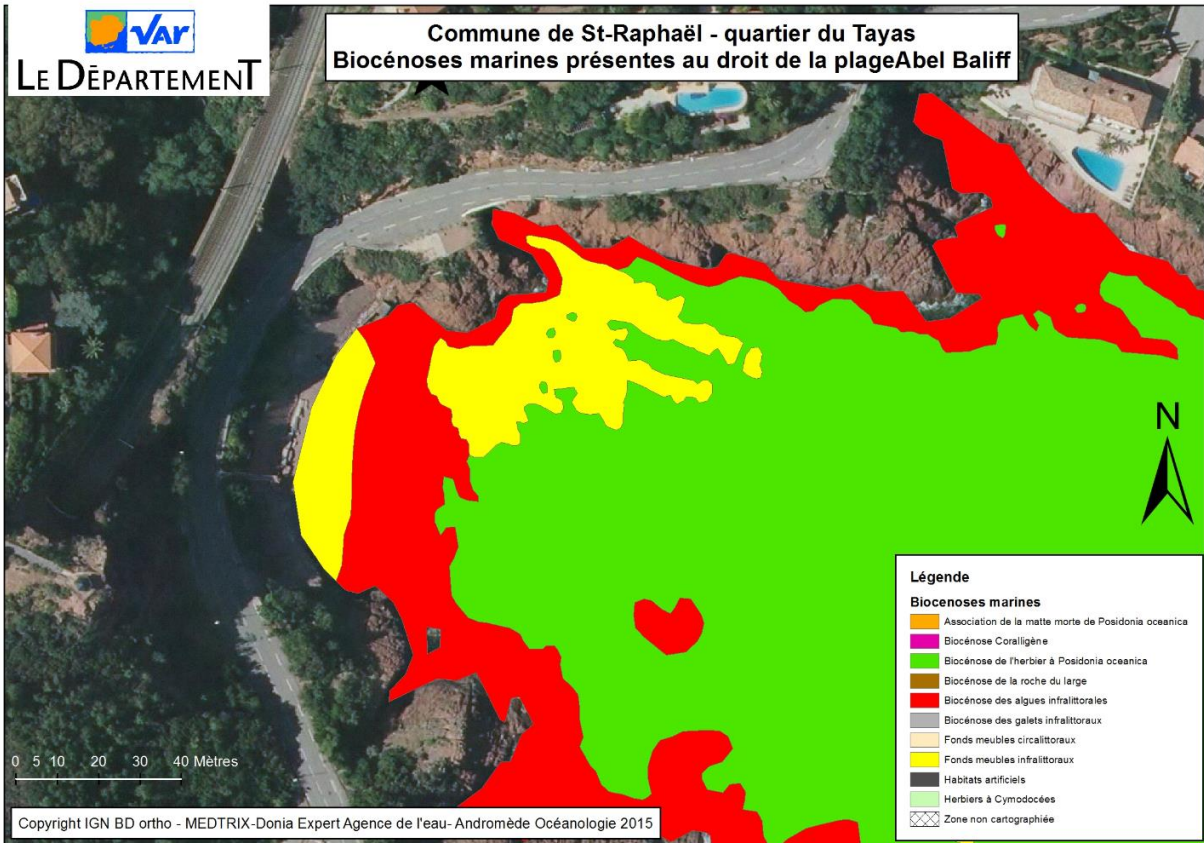 VAr
LE DÉPARTEMENT
Commune de St-Raphaël - quartier du Tayas
Biocénoses marines présentes au droit de la plageAbel Baliff
N
Légende
Biocenoses marines
Association de la matte morte de Posidonia oceanica
Biocénose Coralligène
Biocénose de l'herbier à Posidonia oceanica
Biocénose de la roche du large
Biocénose des algues infralittorales
Biocénose des galets infralittoraux
Fonds meubles circalittoraux
Fonds meubles infralittoraux
Habitats artificiels
Herbiers à Cymodocées
Zone non cartographiée
0 5 10 20 30 40 Mètres
Copyright IGN BD ortho - MEDTRIX-Donia Expert Agence de l'eau- Andromède Océanologie 2015